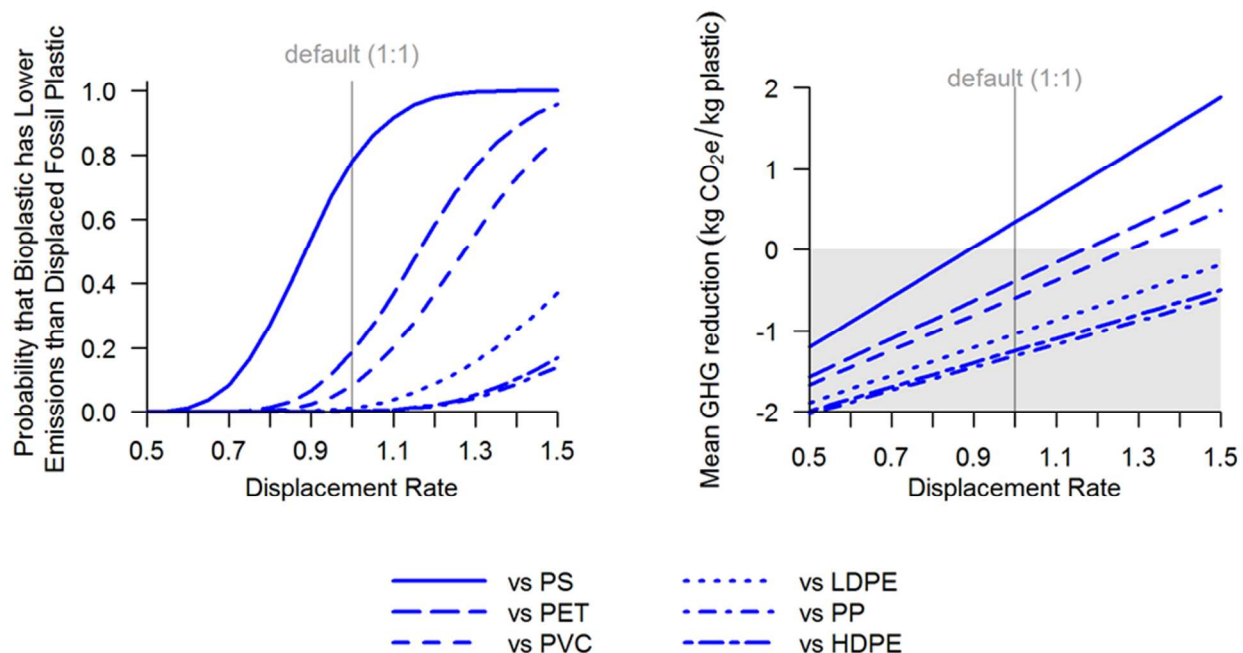 Probability that Bioplastic has Lower
Emissions than Displaced Fossil Plastic
default (1:1)
1.0
0.8
0.6
0.4
0.2
0.0
0.5 0.7 0.9 1.1 1.3 1.5
Displacement Rate
Mean GHG reduction (kg CO₂e/kg plastic)
default (1:1)
2
1
0
-1
-2
0.5 0.7 0.9 1.1 1.3 1.5
Displacement Rate
vs PS
vs PET
vs PVC
vs LDPE
vs PP
vs HDPE